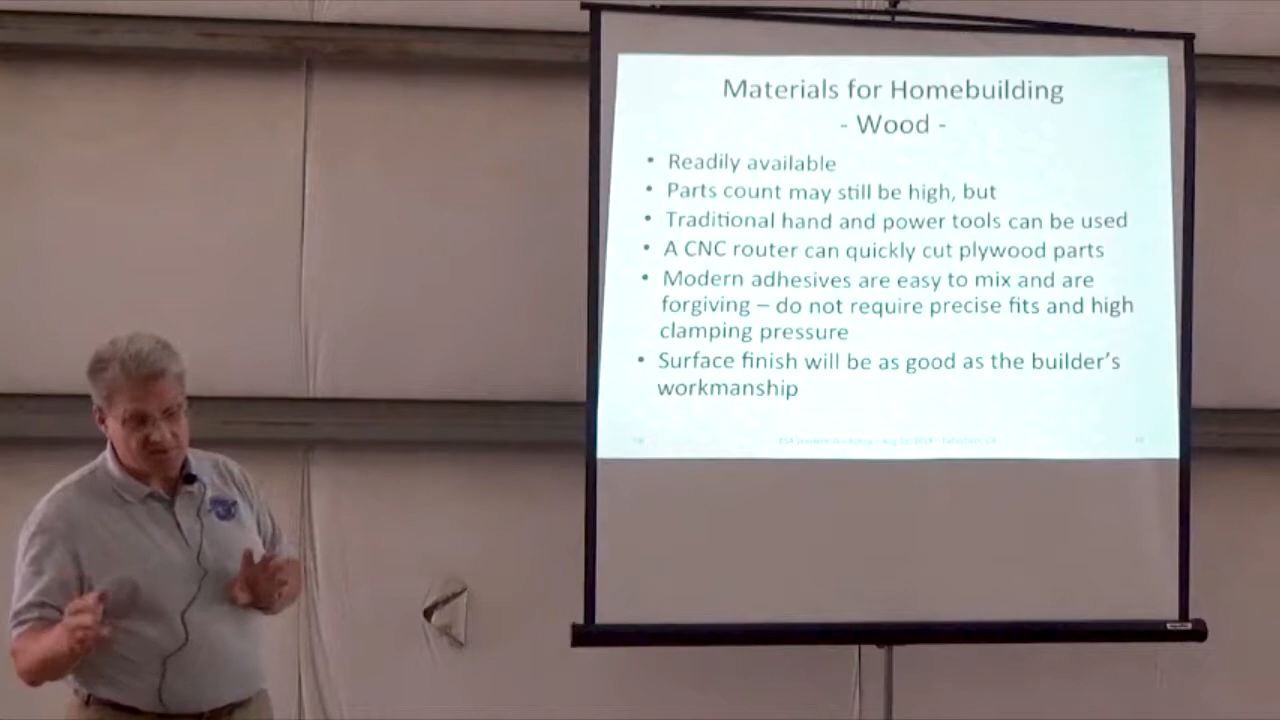 Materials for Homebuilding
- Wood -
• Readily available
• Parts count may still be high, but
• Traditional hand and power tools can be used
• A CNC router can quickly cut plywood parts
• Modern adhesives are easy to mix and are
forgiving – do not require precise fits and high
clamping pressure
• Surface finish will be as good as the builder's
workmanship